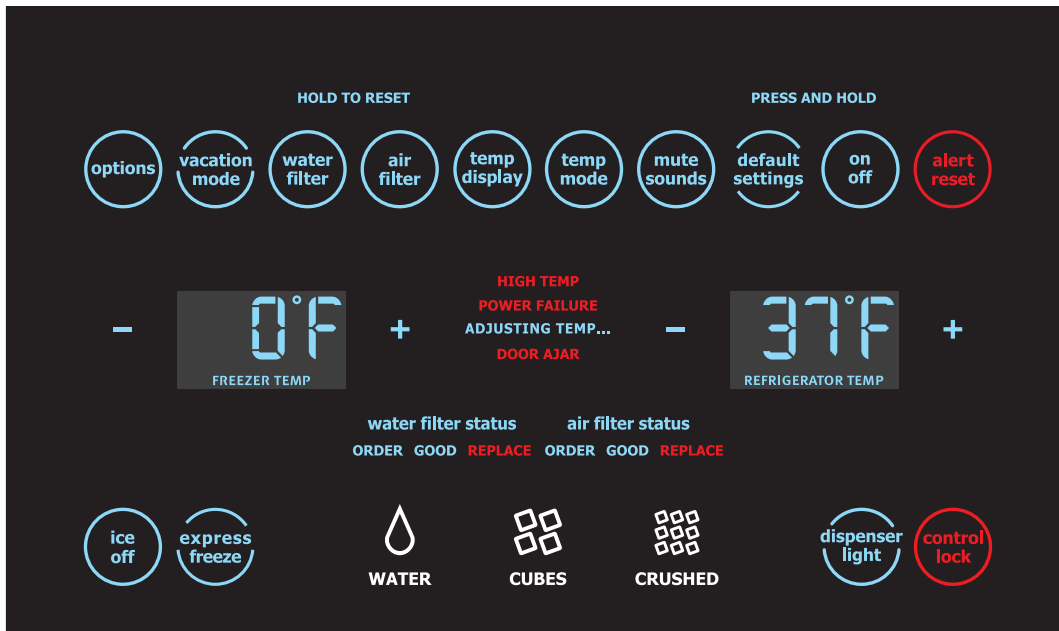 HOLD TO RESET PRESS AND HOLD
options vacation mode water filter air filter temp display temp mode mute sounds default settings on off alert reset
HIGH TEMP
POWER FAILURE
ADJUSTING TEMP...
DOOR AJAR
- 0°F + - 37°F +
FREEZER TEMP REFRIGERATOR TEMP
water filter status air filter status
ORDER GOOD REPLACE ORDER GOOD REPLACE
ice off express freeze dispenser light control lock
WATER CUBES CRUSHED